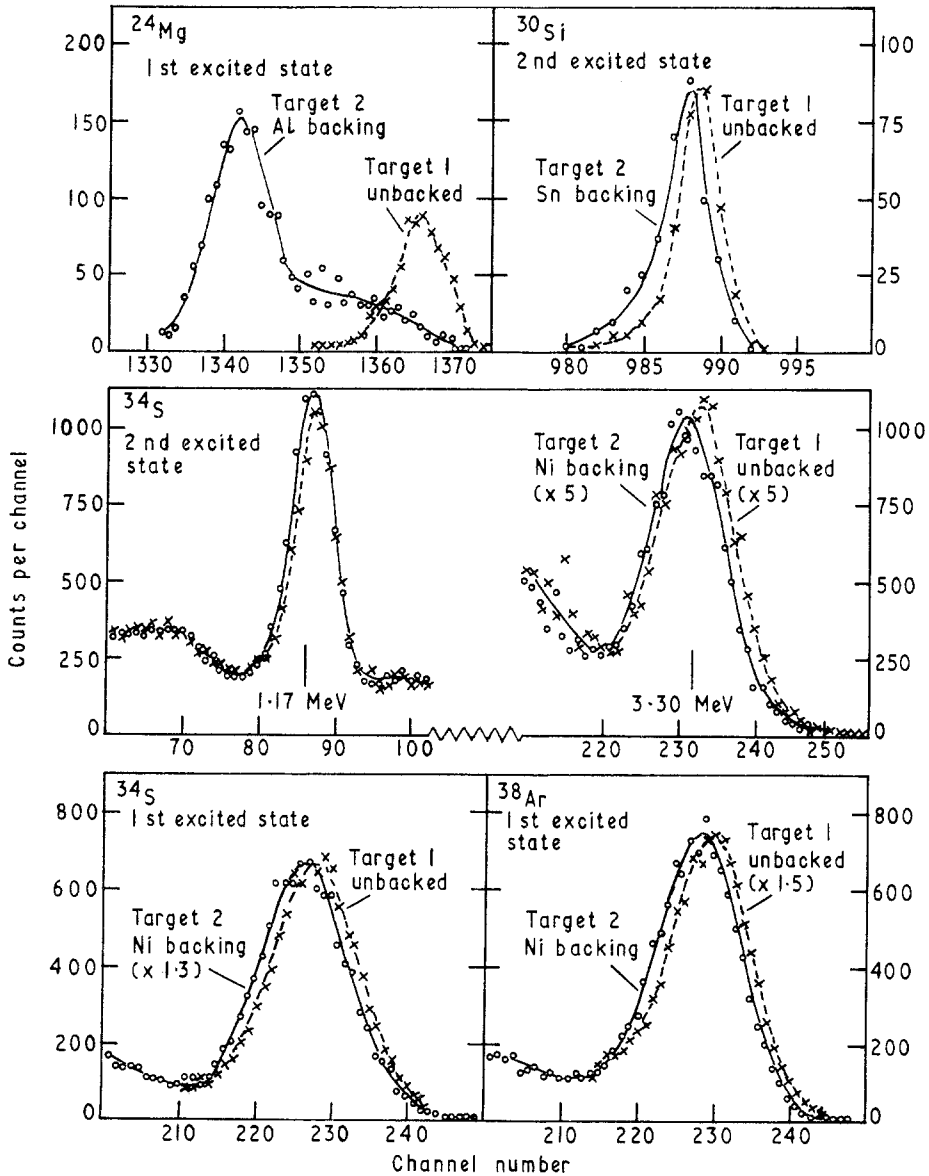 24Mg
1st excited state
Target 2
Al backing
Target 1
unbacked
200
150
100
50
0
1330 1340 1350 1360 1370
30Si
2nd excited state
Target 1
unbacked
Target 2
Sn backing
100
75
50
25
0
980 985 990 995
34S
2nd excited
state
1000
750
500
250
0
1·17 MeV
70 80 90 100
Target 2
Ni backing
(x 5)
Target 1
unbacked
(x 5)
1000
750
500
250
0
3·30 MeV
220 230 240 250
Counts per channel
34S
1st excited state
Target 1
unbacked
Target 2
Ni backing
(x 1·3)
800
600
400
200
0
210 220 230 240
38Ar
1st excited
state
Target 1
unbacked
(x 1·5)
Target 2
Ni backing
800
600
400
200
0
210 220 230 240
Channel number